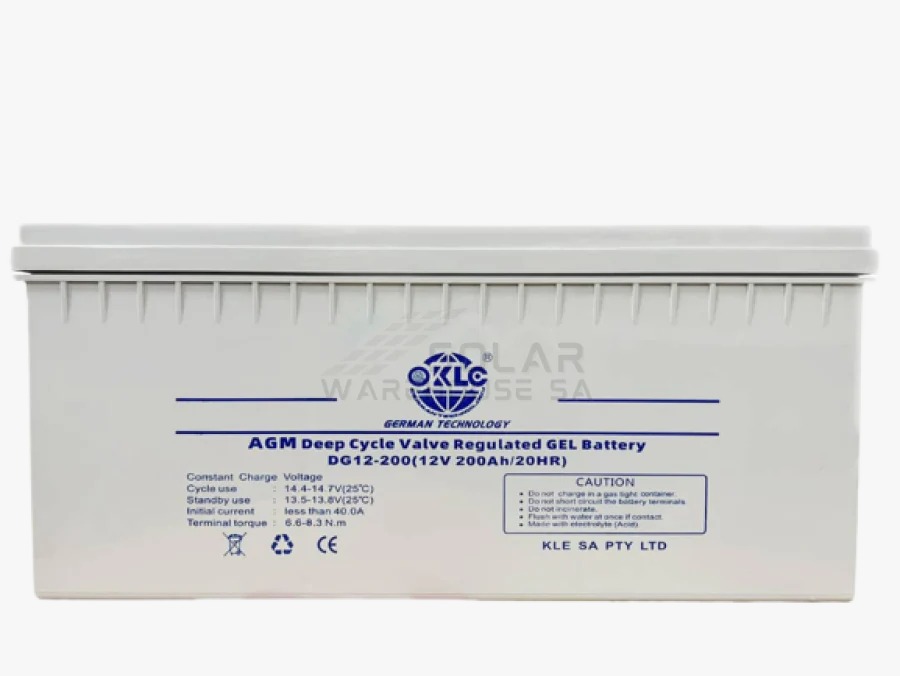 SOLAR
WAREHOUSE SA
OKLC ®
GERMAN TECHNOLOGY
AGM Deep Cycle Valve Regulated GEL Battery
DG12-200(12V 200Ah/20HR)
Constant Charge Voltage
Cycle use : 14.4-14.7V(25℃)
Standby use : 13.5-13.8V(25℃)
Initial current : less than 40.0A
Terminal torque : 6.6-8.3 N.m
CE
CAUTION
• Do not charge in a gas tight container.
• Do not short circuit the battery terminals
• Do not incinerate.
• Flush with water at once if contact.
• Made with electrolyte (Acid).
KLE SA PTY LTD